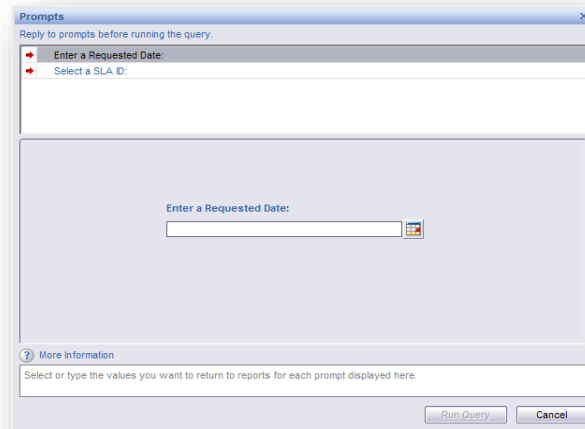 Prompts
Reply to prompts before running the query.
Enter a Requested Date:
Select a SLA ID:
Enter a Requested Date:
? More Information
Select or type the values you want to return to reports for each prompt displayed here.
Run Query Cancel